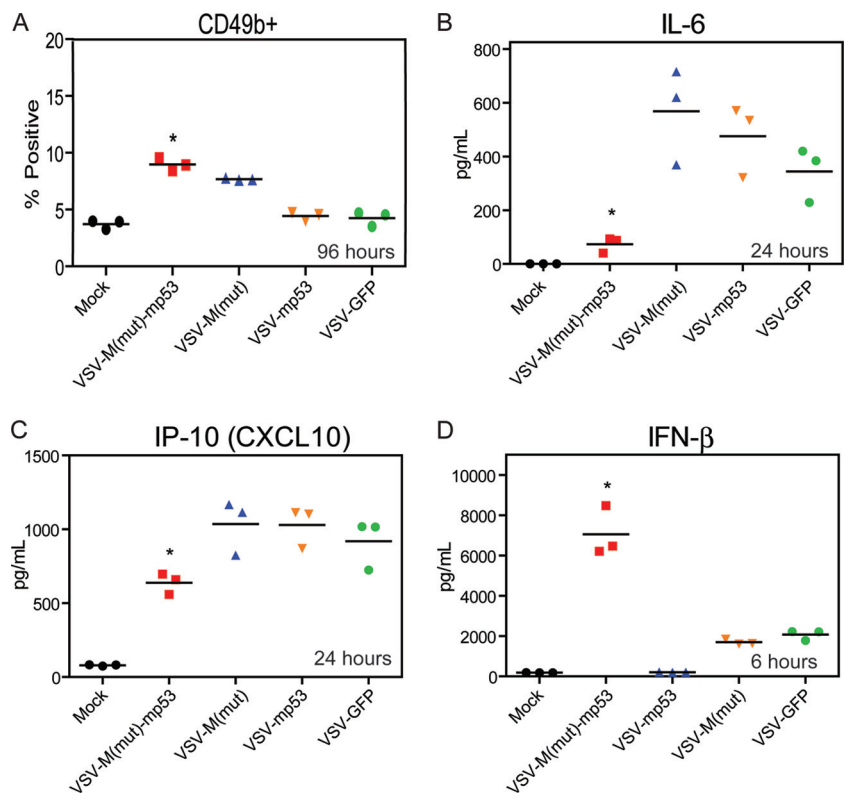 A
CD49b+
% Positive
20
15
10
5
0
*
96 hours
Mock
VSV-M(mut)-mp53
VSV-M(mut)
VSV-mp53
VSV-GFP
B
IL-6
pg/mL
800
600
400
200
0
*
24 hours
Mock
VSV-M(mut)-mp53
VSV-M(mut)
VSV-mp53
VSV-GFP
C
IP-10 (CXCL10)
pg/mL
1500
1000
500
0
*
24 hours
Mock
VSV-M(mut)-mp53
VSV-M(mut)
VSV-mp53
VSV-GFP
D
IFN-β
pg/mL
10000
8000
6000
4000
2000
0
*
6 hours
Mock
VSV-M(mut)-mp53
VSV-mp53
VSV-M(mut)
VSV-GFP